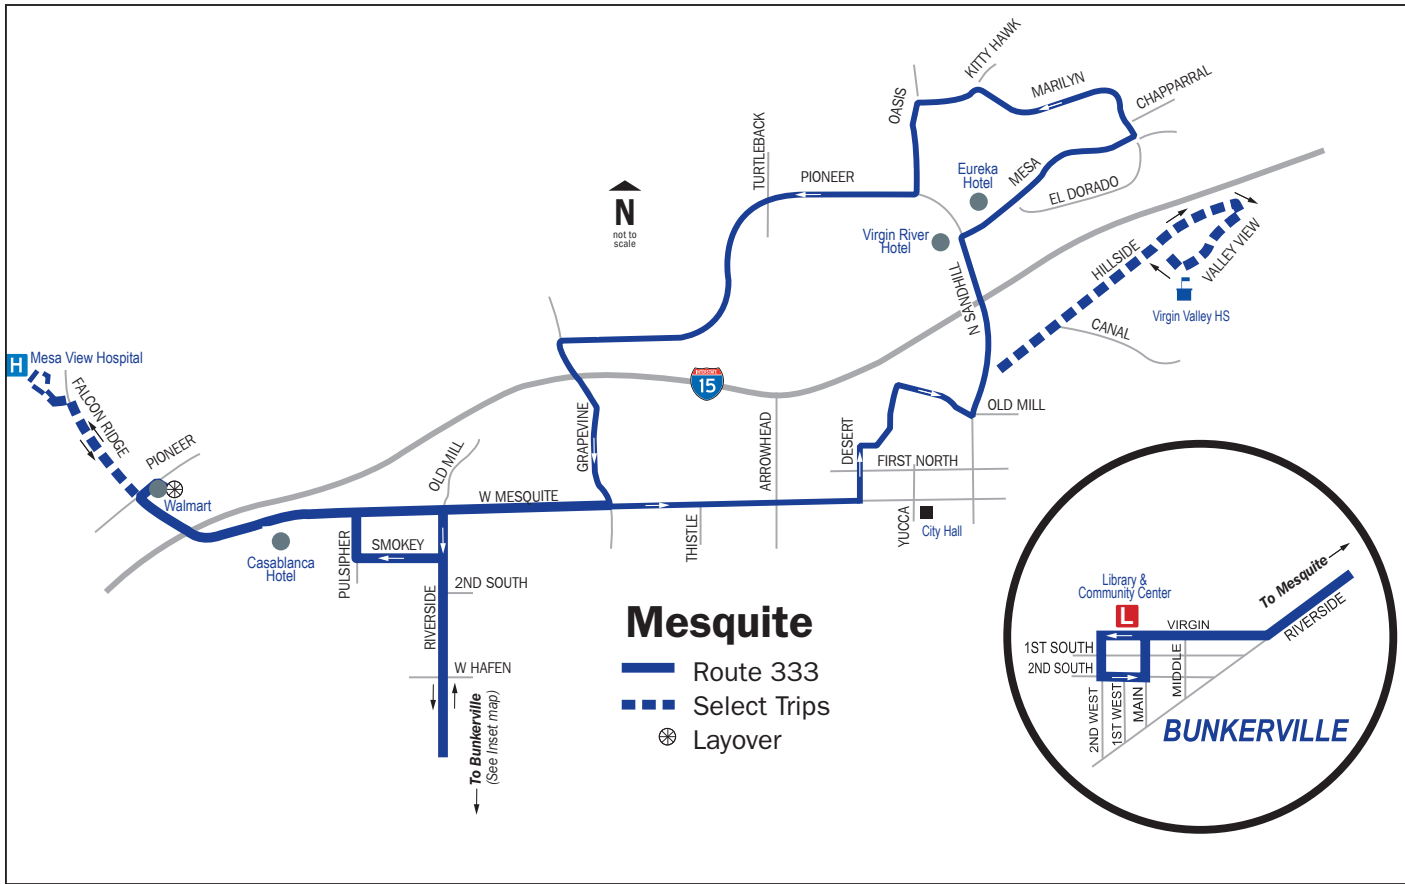 KITTY HAWK
MARILYN
CHAPPARRAL
OASIS
TURTLEBACK
PIONEER
Eureka
Hotel
MESA
EL DORADO
N
not to
scale
Virgin River
Hotel
N SANDHILL
HILLSIDE
VALLEY VIEW
Virgin Valley HS
CANAL
H
Mesa View Hospital
FALCON RIDGE
PIONEER
Walmart
INTERSTATE
15
OLD MILL
GRAPEVINE
ARROWHEAD
DESERT
OLD MILL
FIRST NORTH
W MESQUITE
THISTLE
YUCCA
City Hall
Casablanca
Hotel
PULSIPHER
SMOKEY
RIVERSIDE
2ND SOUTH
W HAFEN
To Bunkerville
(See Inset map)
Mesquite
Route 333
Select Trips
Layover
To Mesquite
RIVERSIDE
Library &
Community Center
L
VIRGIN
1ST SOUTH
2ND SOUTH
MIDDLE
2ND WEST
1ST WEST
MAIN
BUNKERVILLE